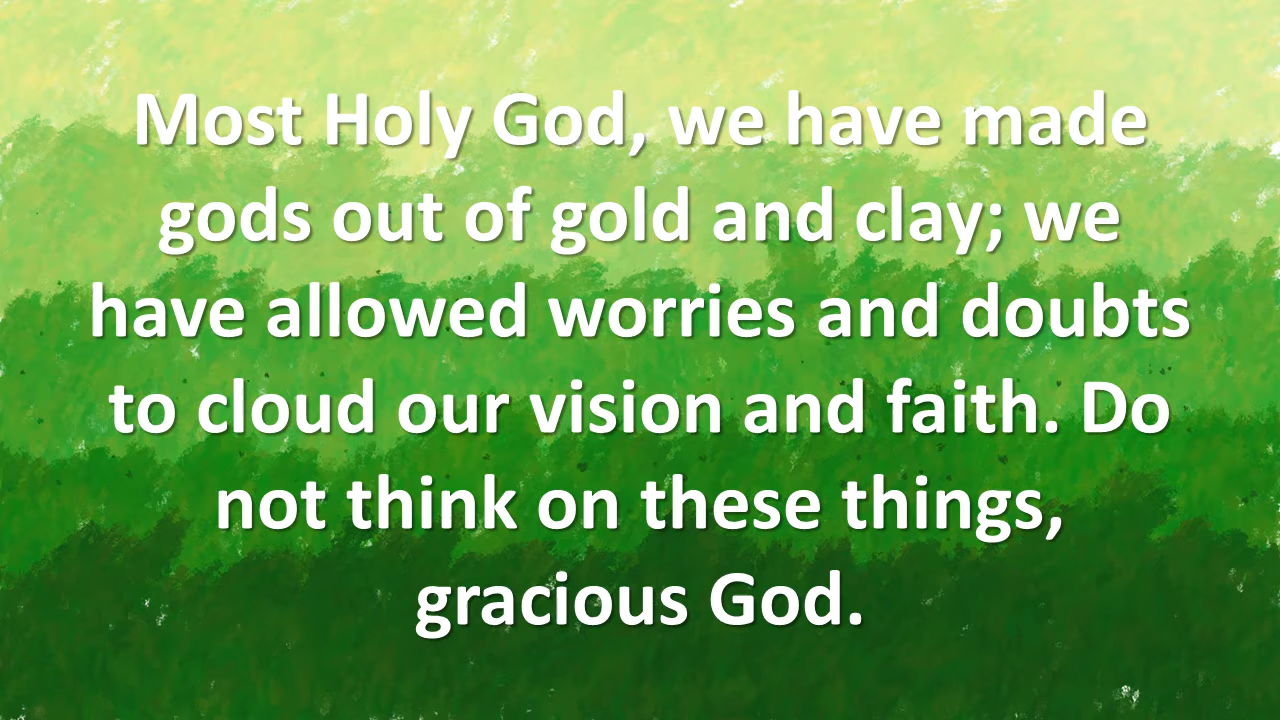 Most Holy God, we have made
gods out of gold and clay; we
have allowed worries and doubts
to cloud our vision and faith. Do
not think on these things,
gracious God.